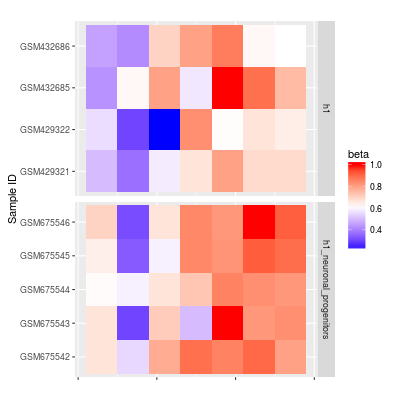 GSM432686
GSM432685
GSM429322
GSM429321
h1
GSM675546
GSM675545
GSM675544
GSM675543
GSM675542
h1_neuronal_progenitors
Sample ID
beta
1.0
0.8
0.6
0.4